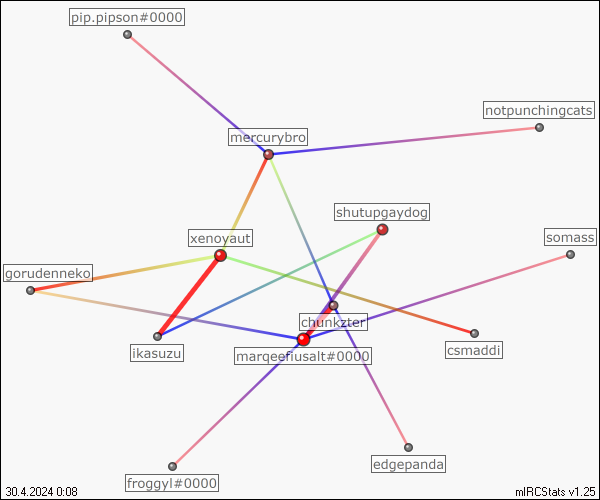 pip.pipson#0000
notpunchingcats
mercurybro
shutupgaydog
xenoyaut
somass
gorudenneko
chunkzter
ikasuzu
marqeefiusalt#0000
csmaddi
edgepanda
froggyl#0000
30.4.2024 0:08
mIRCStats v1.25